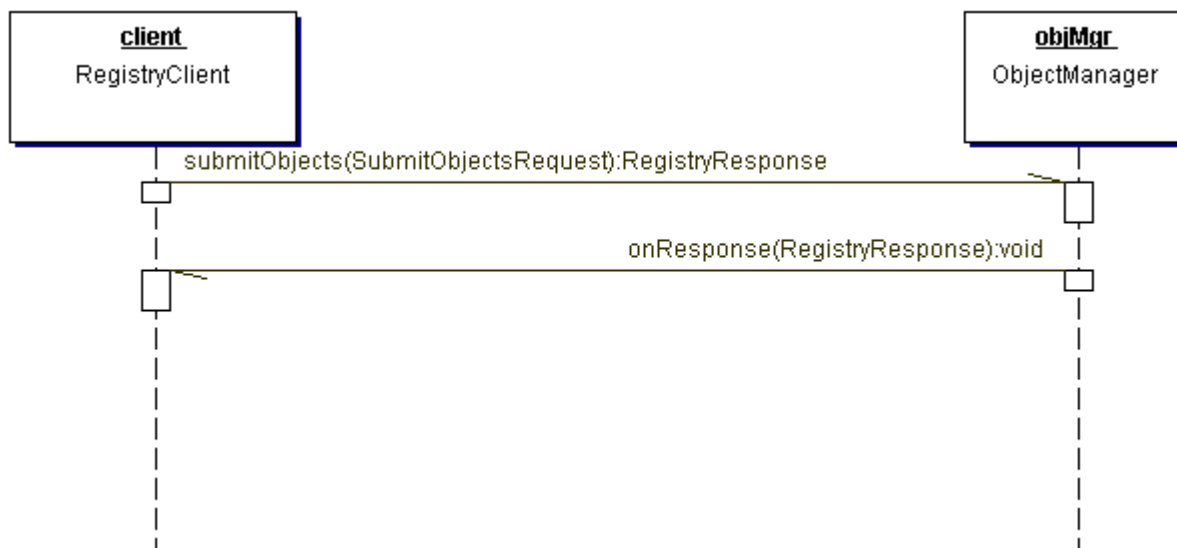 client
RegistryClient
objMgr
ObjectManager
submitObjects(SubmitObjectsRequest):RegistryResponse
onResponse(RegistryResponse):void